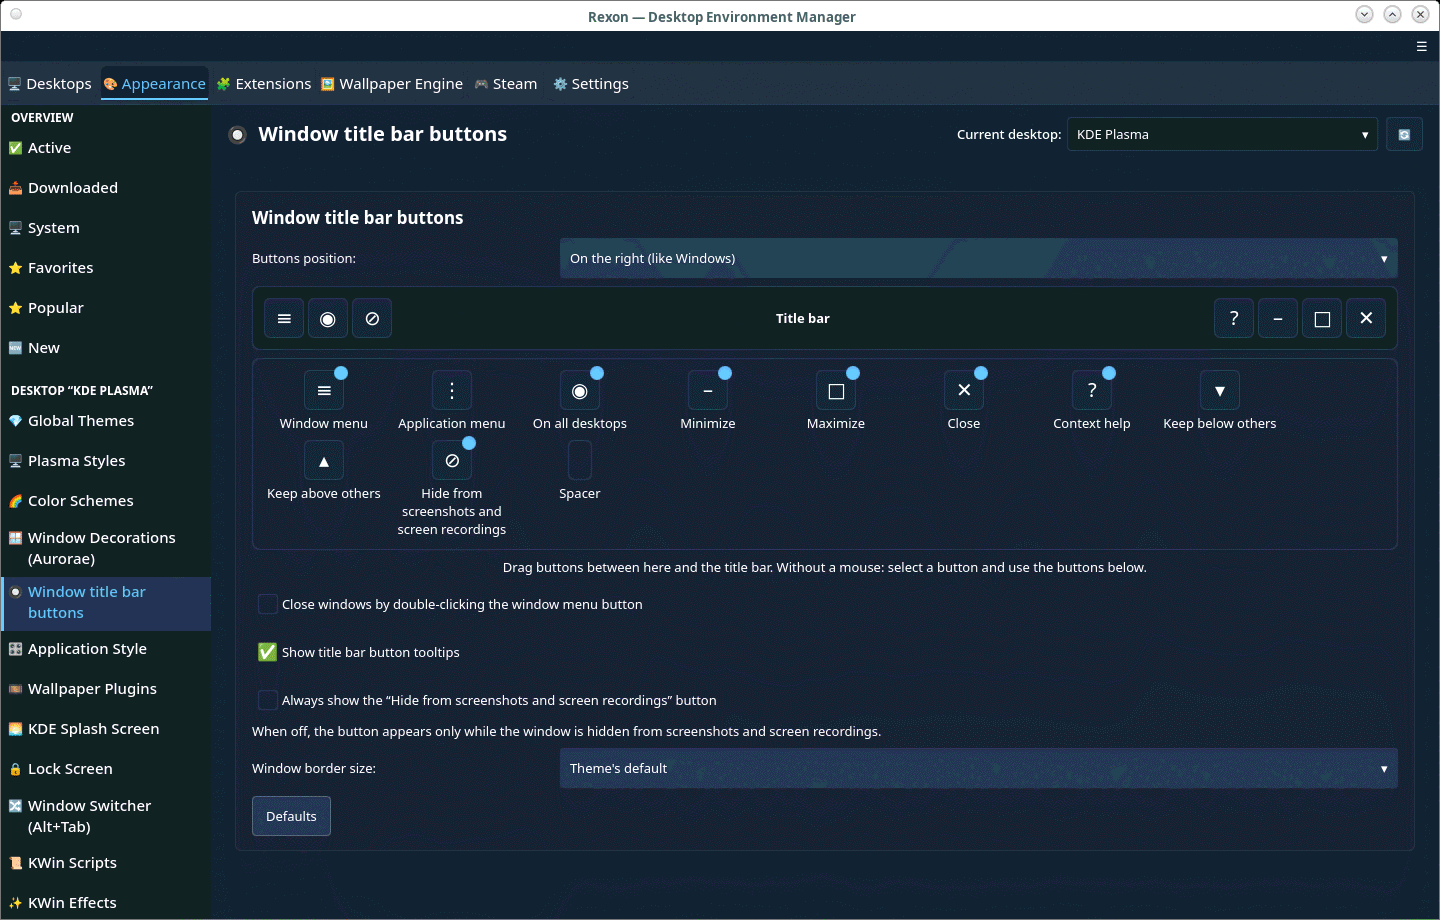 Rexon — Desktop Environment Manager
Desktops
Appearance
Extensions
Wallpaper Engine
Steam
Settings
OVERVIEW
Active
Downloaded
System
Favorites
Popular
New
DESKTOP “KDE PLASMA”
Global Themes
Plasma Styles
Color Schemes
Window Decorations
(Aurorae)
Window title bar
buttons
Application Style
Wallpaper Plugins
KDE Splash Screen
Lock Screen
Window Switcher
(Alt+Tab)
KWin Scripts
KWin Effects
Window title bar buttons
Current desktop:
KDE Plasma
Window title bar buttons
Buttons position:
On the right (like Windows)
Title bar
?
Window menu
Application menu
On all desktops
Minimize
Maximize
Close
?
Context help
Keep below others
Keep above others
Hide from
screenshots and
screen recordings
Spacer
Drag buttons between here and the title bar. Without a mouse: select a button and use the buttons below.
Close windows by double-clicking the window menu button
Show title bar button tooltips
Always show the “Hide from screenshots and screen recordings” button
When off, the button appears only while the window is hidden from screenshots and screen recordings.
Window border size:
Theme's default
Defaults